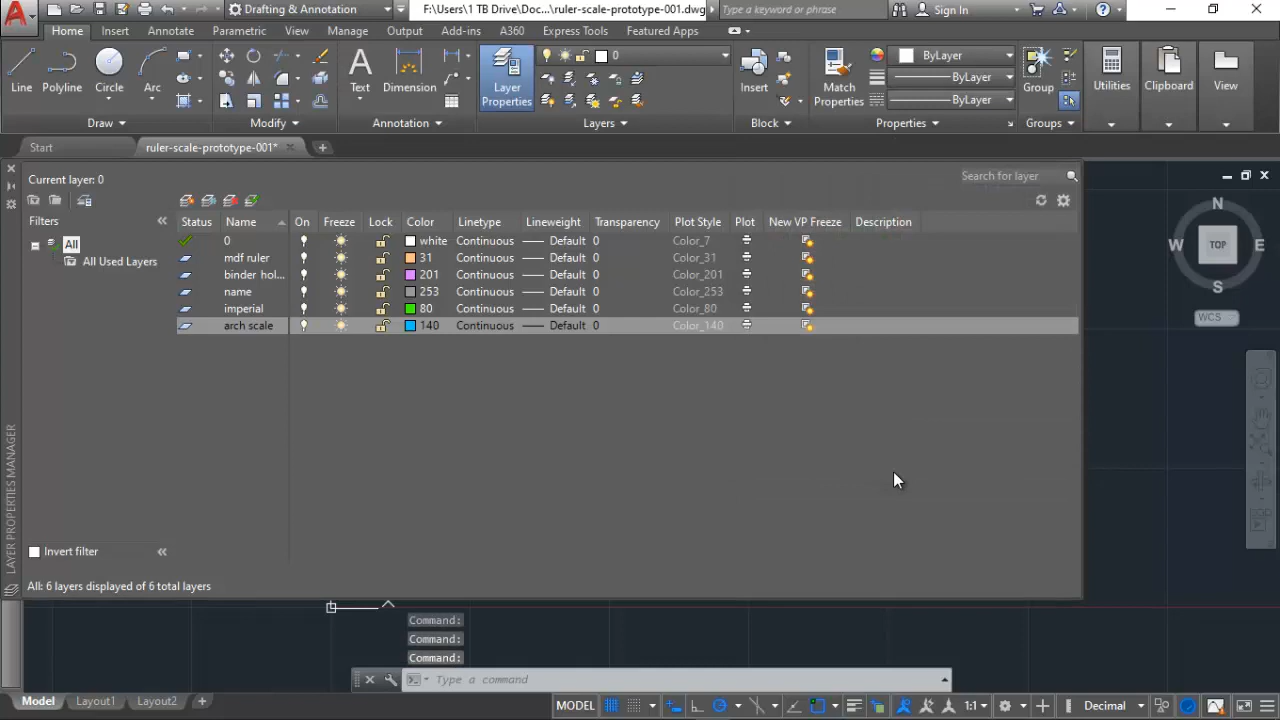 Drafting & Annotation
F:\Users\1 TB Drive\Doc...\ruler-scale-prototype-001.dwg
Type a keyword or phrase
Sign In
Home Insert Annotate Parametric View Manage Output Add-ins A360 Express Tools Featured Apps
0
ByLayer
ByLayer
ByLayer
Line Polyline Circle Arc Text Dimension Layer Properties Insert Match Properties Group Utilities Clipboard View
Draw Modify Annotation Layers Block Properties Groups
Start ruler-scale-prototype-001*
Current layer: 0
Search for layer
Filters
All
All Used Layers
Status Name On Freeze Lock Color Linetype Lineweight Transparency Plot Style Plot New VP Freeze Description
0 white Continuous Default 0 Color_7
mdf ruler 31 Continuous Default 0 Color_31
binder hol... 201 Continuous Default 0 Color_201
name 253 Continuous Default 0 Color_253
imperial 80 Continuous Default 0 Color_80
arch scale 140 Continuous Default 0 Color_140
LAYER PROPERTIES MANAGER
Invert filter
All: 6 layers displayed of 6 total layers
N
W TOP E
S
WCS
Command:
Command:
Command:
Type a command
Model Layout1 Layout2
MODEL
1:1
Decimal